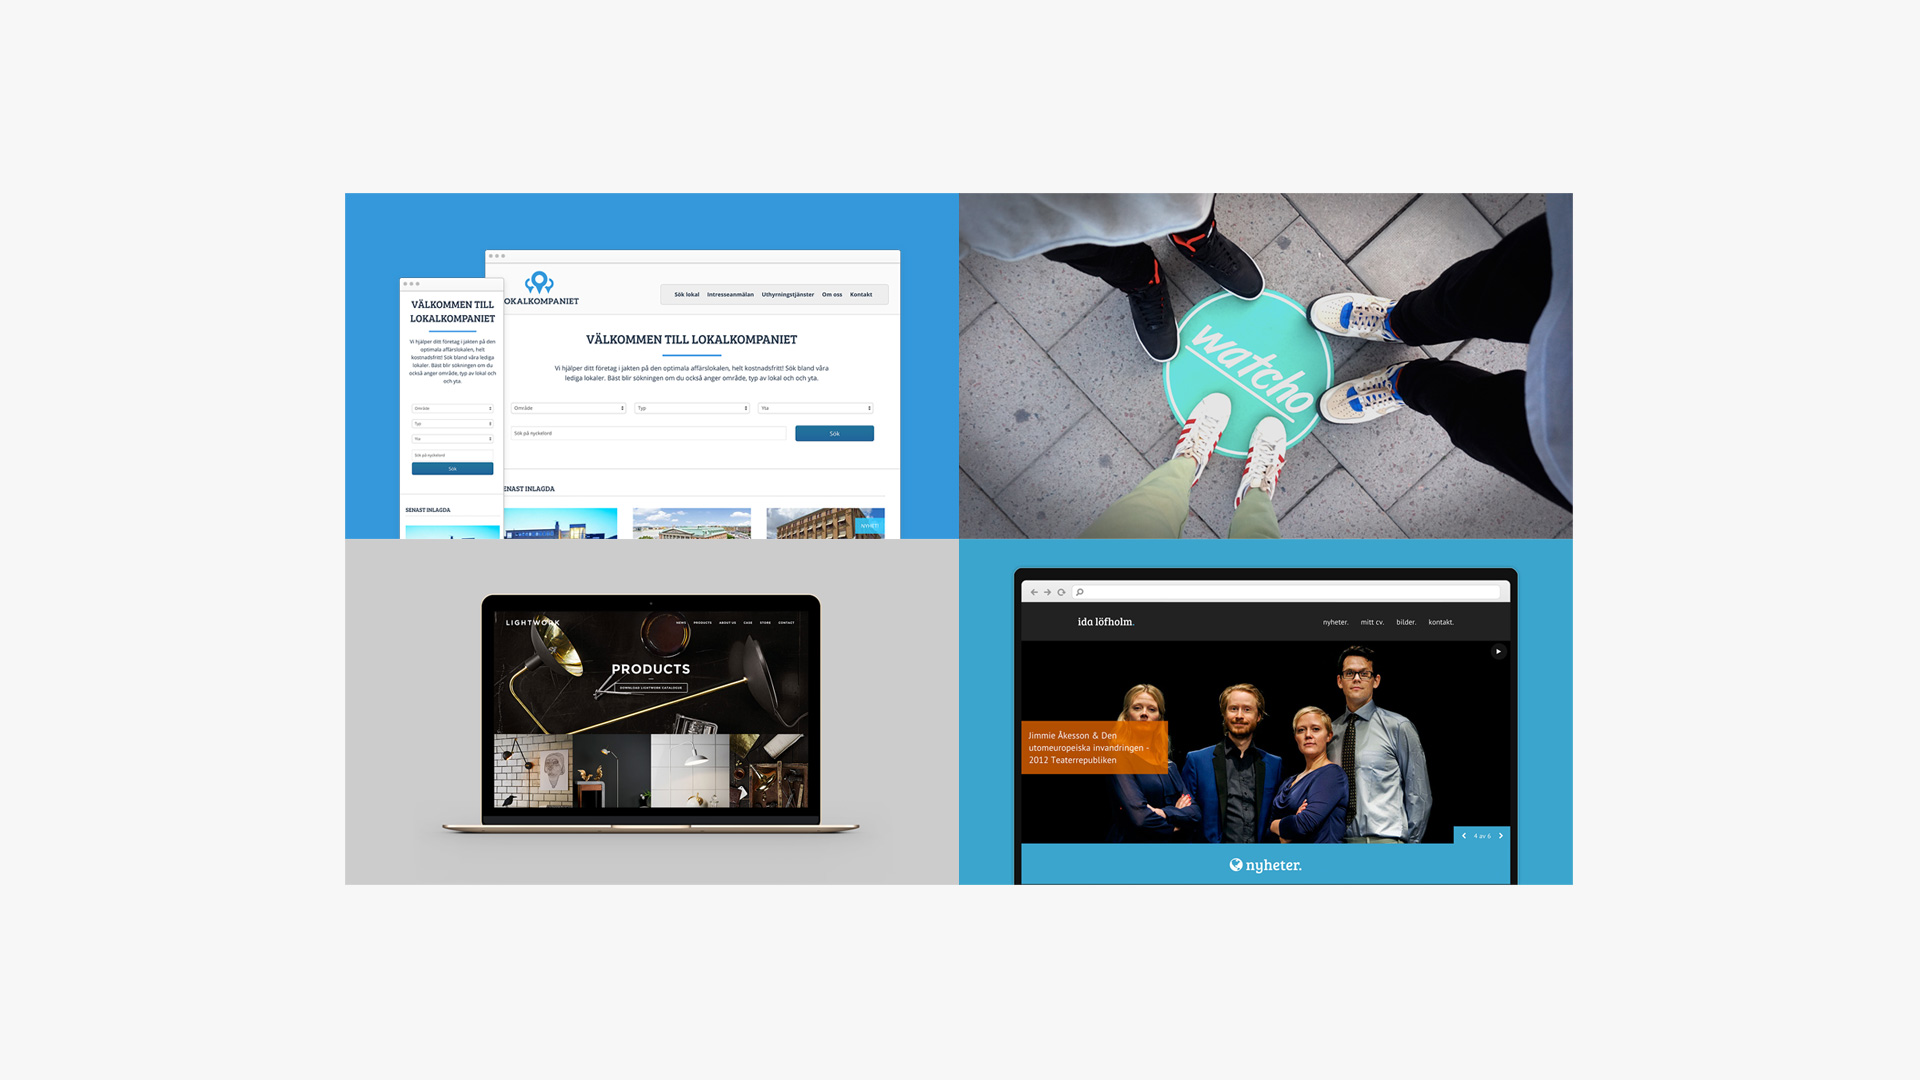 VÄLKOMMEN TILL
LOKALKOMPANIET
Vi hjälper ditt företag i jakten på den
optimala affärslokalen, helt
kostnadsfritt! Sök bland våra lediga
lokaler. Bäst blir sökningen om du
också anger område, typ av lokal och
och yta.
Område
Typ
Yta
Sök på nyckelord
Sök
SENAST INLAGDA
OKALKOMPANIET
Sök lokal Intresseanmälan Uthyrningstjänster Om oss Kontakt
VÄLKOMMEN TILL LOKALKOMPANIET
Vi hjälper ditt företag i jakten på den optimala affärslokalen, helt kostnadsfritt! Sök bland våra
lediga lokaler. Bäst blir sökningen om du också anger område, typ av lokal och och yta.
Område Typ Yta
Sök på nyckelord Sök
ENAST INLAGDA
NYHET!
watcho
LIGHTWORK
NEWS PRODUCTS ABOUT US CASE STORE CONTACT
PRODUCTS
DOWNLOAD LIGHTWORK CATALOGUE
ida löfholm.
nyheter. mitt cv. bilder. kontakt.
Jimmie Åkesson & Den
utomeuropeiska invandringen -
2012 Teaterrepubliken
4 av 6
nyheter.